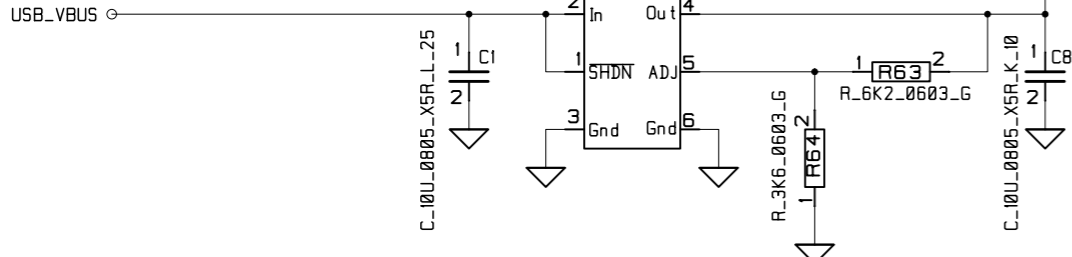 USB_VBUS
2 In Out 4
C_10U_0805_X5R_L_25
1 C1
2
1 SHDN ADJ 5
3 Gnd Gnd 6
1 R63 2
R_6K2_0603_G
R_3K6_0603_G
2
R64
1
C_10U_0805_X5R_K_10
1 C8
2